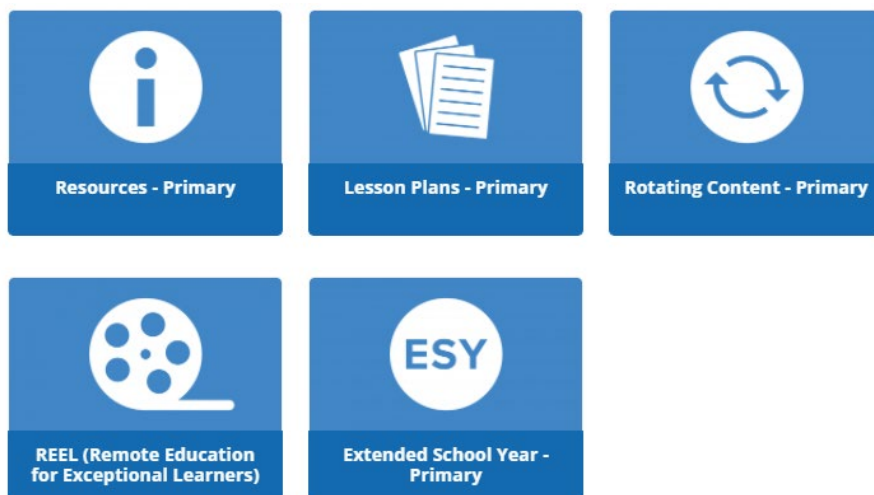 Resources - Primary
Lesson Plans - Primary
Rotating Content - Primary
ESY
REEL (Remote Education
for Exceptional Learners)
Extended School Year -
Primary